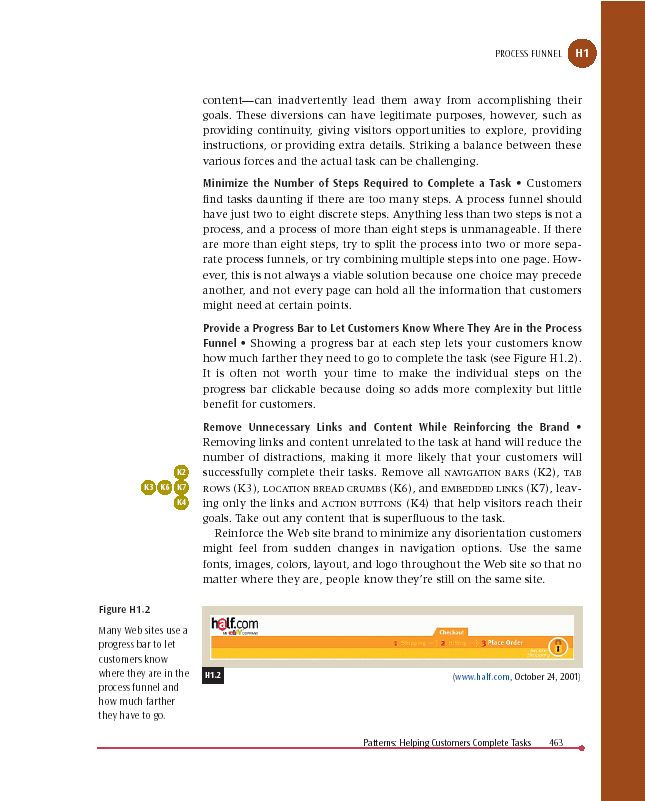 PROCESS FUNNEL H1
content—can inadvertently lead them away from accomplishing their
goals. These diversions can have legitimate purposes, however, such as
providing continuity, giving visitors opportunities to explore, providing
instructions, or providing extra details. Striking a balance between these
various forces and the actual task can be challenging.
Minimize the Number of Steps Required to Complete a Task • Customers
find tasks daunting if there are too many steps. A process funnel should
have just two to eight discrete steps. Anything less than two steps is not a
process, and a process of more than eight steps is unmanageable. If there
are more than eight steps, try to split the process into two or more sepa-
rate process funnels, or try combining multiple steps into one page. How-
ever, this is not always a viable solution because one choice may precede
another, and not every page can hold all the information that customers
might need at certain points.
Provide a Progress Bar to Let Customers Know Where They Are in the Process
Funnel • Showing a progress bar at each step lets your customers know
how much farther they need to go to complete the task (see Figure H1.2).
It is often not worth your time to make the individual steps on the
progress bar clickable because doing so adds more complexity but little
benefit for customers.
Remove Unnecessary Links and Content While Reinforcing the Brand •
Removing links and content unrelated to the task at hand will reduce the
number of distractions, making it more likely that your customers will
successfully complete their tasks. Remove all NAVIGATION BARS (K2), TAB
ROWS (K3), LOCATION BREAD CRUMBS (K6), and EMBEDDED LINKS (K7), leav-
ing only the links and ACTION BUTTONS (K4) that help visitors reach their
goals. Take out any content that is superfluous to the task.
K2
K3 K6 K7
K4
Reinforce the Web site brand to minimize any disorientation customers
might feel from sudden changes in navigation options. Use the same
fonts, images, colors, layout, and logo throughout the Web site so that no
matter where they are, people know they're still on the same site.
Figure H1.2
Many Web sites use a
progress bar to let
customers know
where they are in the
process funnel and
how much farther
they have to go.
half.com
AN ebay COMPANY
Checkout
1 Shipping 2 Billing 3 Place Order
H1.2
(www.half.com, October 24, 2001)
Patterns: Helping Customers Complete Tasks 463